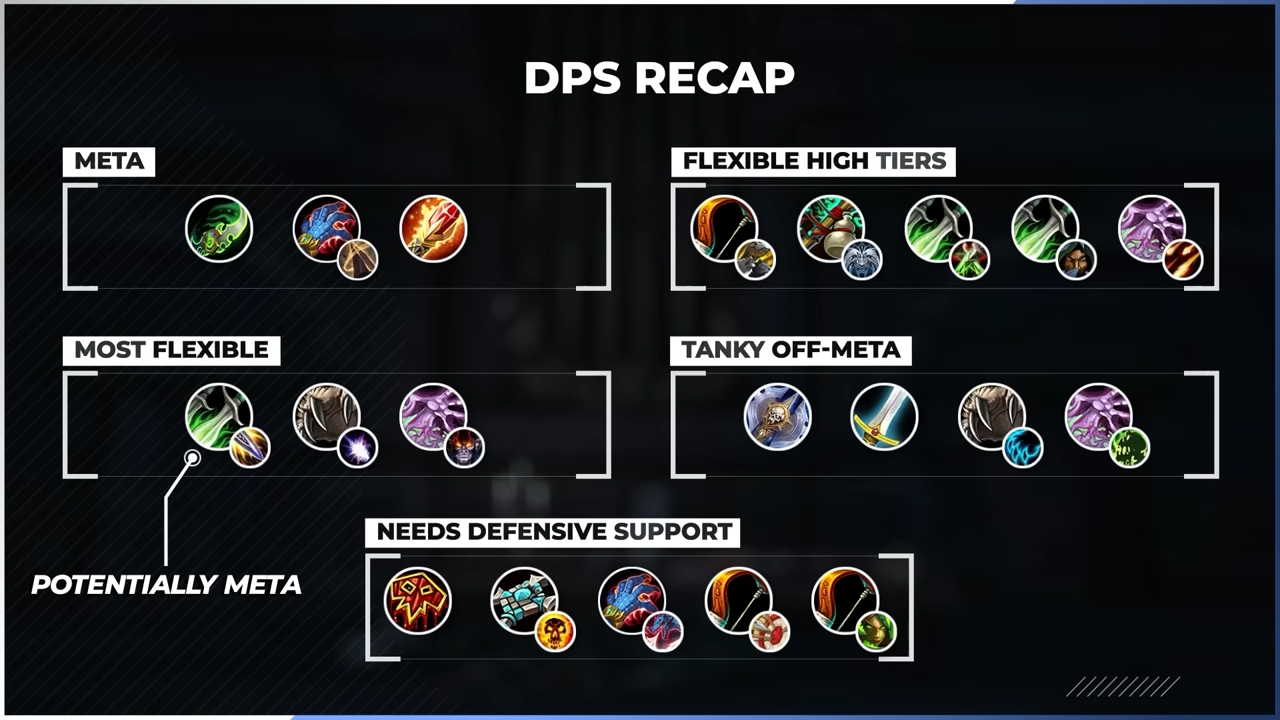 DPS RECAP
META
FLEXIBLE HIGH TIERS
MOST FLEXIBLE
TANKY OFF-META
POTENTIALLY META
NEEDS DEFENSIVE SUPPORT